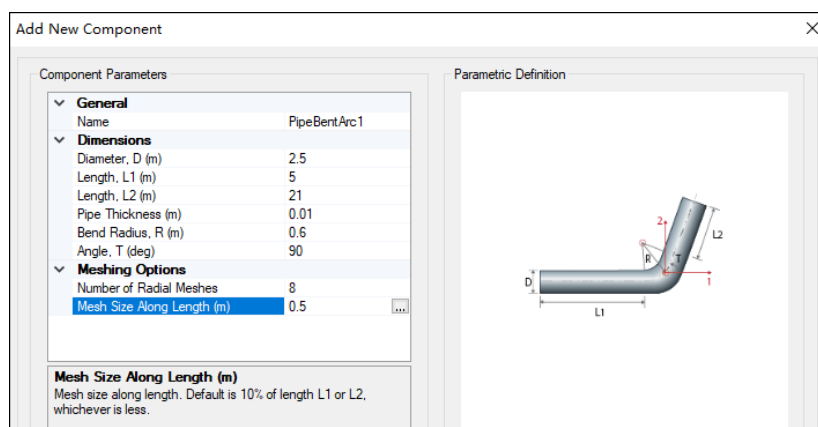 Add New Component
Component Parameters
General
Name PipeBentArc1
Dimensions
Diameter, D (m) 2.5
Length, L1 (m) 5
Length, L2 (m) 21
Pipe Thickness (m) 0.01
Bend Radius, R (m) 0.6
Angle, T (deg) 90
Meshing Options
Number of Radial Meshes 8
Mesh Size Along Length (m) 0.5 ...
Mesh Size Along Length (m)
Mesh size along length. Default is 10% of length L1 or L2,
whichever is less.
Parametric Definition
2
L2
R
T
D
1
L1